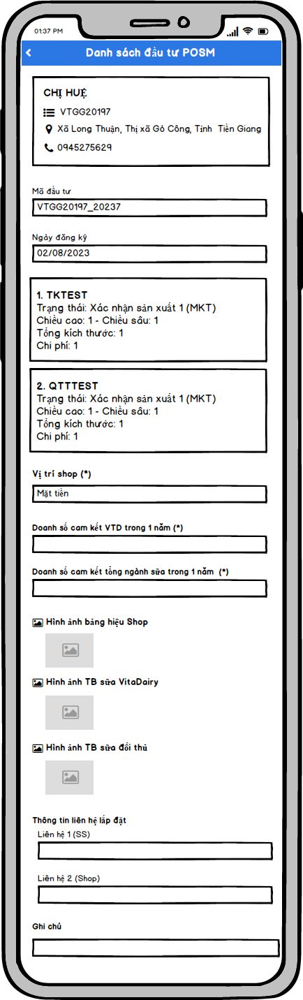 01:37 PM
Danh sách đầu tư POSM
CHỊ HUỆ
VTGG20197
Xã Long Thuận, Thị xã Gò Công, Tỉnh Tiền Giang
0945275629
Mã đầu tư
VTGG20197_20237
Ngày đăng ký
02/08/2023
1. TKTEST
Trạng thái: Xác nhận sản xuất 1 (MKT)
Chiều cao: 1 - Chiều sâu: 1
Tổng kích thước: 1
Chi phí: 1
2. QTTTEST
Trạng thái: Xác nhận sản xuất 1 (MKT)
Chiều cao: 1 - Chiều sâu: 1
Tổng kích thước: 1
Chi phí: 1
Vị trí shop (*)
Mặt tiền
Doanh số cam kết VTD trong 1 năm (*)
Doanh số cam kết tổng ngành sữa trong 1 năm (*)
Hình ảnh bảng hiệu Shop
Hình ảnh TB sữa VitaDairy
Hình ảnh TB sữa đối thủ
Thông tin liên hệ lắp đặt
Liên hệ 1 (SS)
Liên hệ 2 (Shop)
Ghi chú